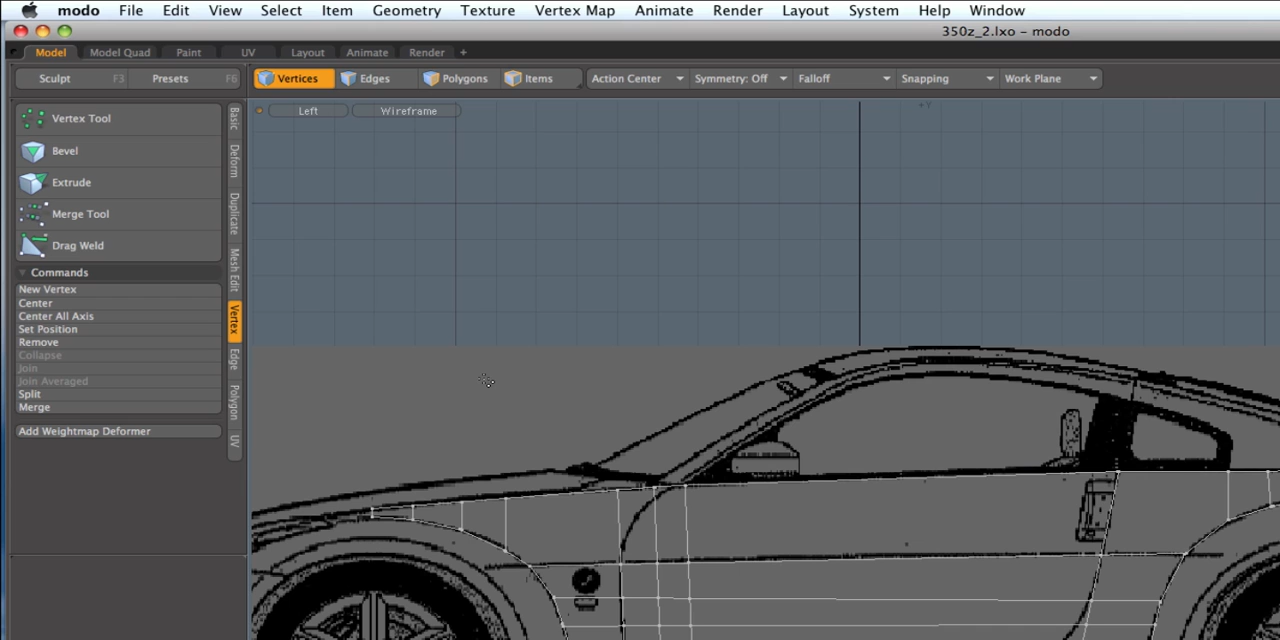 modo File Edit View Select Item Geometry Texture Vertex Map Animate Render Layout System Help Window
350z_2.lxo - modo
Model Model Quad Paint UV Layout Animate Render +
Sculpt F3 Presets F6 Vertices Edges Polygons Items Action Center Symmetry: Off Falloff Snapping Work Plane
Left Wireframe +Y
Vertex Tool
Bevel
Extrude
Merge Tool
Drag Weld
Commands
New Vertex
Center
Center All Axis
Set Position
Remove
Collapse
Join
Join Averaged
Split
Merge
Add Weightmap Deformer
Basic
Deform
Duplicate
Mesh Edit
Vertex
Edge
Polygon
UV